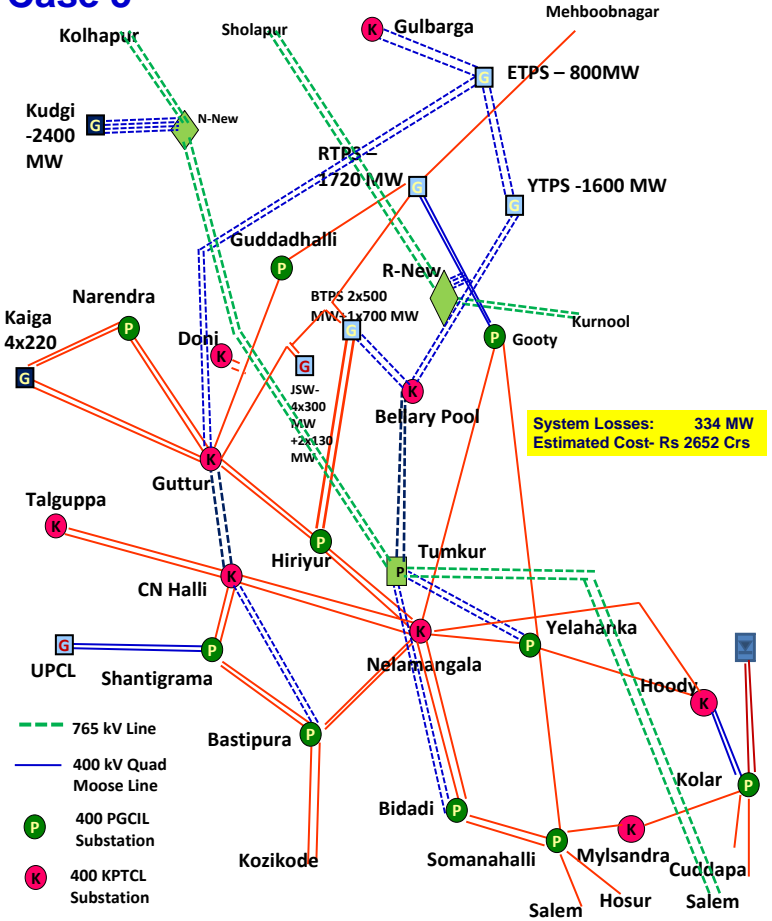 Case 6
Mehboobnagar
Kolhapur
Sholapur
K
Gulbarga
G
ETPS – 800MW
Kudgi
-2400
MW
G
N-New
RTPS –
1720 MW
G
YTPS -1600 MW
G
Guddadhalli
P
R-New
Narendra
P
BTPS 2x500
MW+1x700 MW
G
Kurnool
Kaiga
4x220
G
Doni
K
Gooty
P
G
JSW-
4x300
MW
+2x130
MW
K
Bellary Pool
System Losses: 334 MW
Estimated Cost- Rs 2652 Crs
K
Guttur
Talguppa
K
Hiriyur
P
Tumkur
P
CN Halli
K
UPCL
G
Shantigrama
P
Nelamangala
K
Yelahanka
P
Hoody
K
765 kV Line
400 kV Quad
Moose Line
Bastipura
P
Kolar
P
P
400 PGCIL
Substation
Bidadi
P
Kozikode
Somanahalli
P
K
Mylsandra
Cuddapa
K
400 KPTCL
Substation
Salem
Hosur
Salem